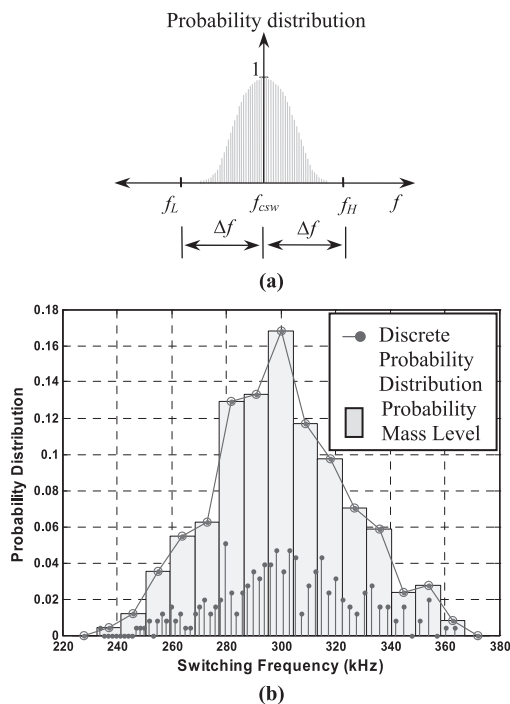 Probability distribution
1
f_L
f_csw
f_H
f
Δf
Δf
(a)
Probability Distribution
0.18
0.16
0.14
0.12
0.1
0.08
0.06
0.04
0.02
0
Discrete
Probability
Distribution
Probability
Mass Level
220 240 260 280 300 320 340 360 380
Switching Frequency (kHz)
(b)